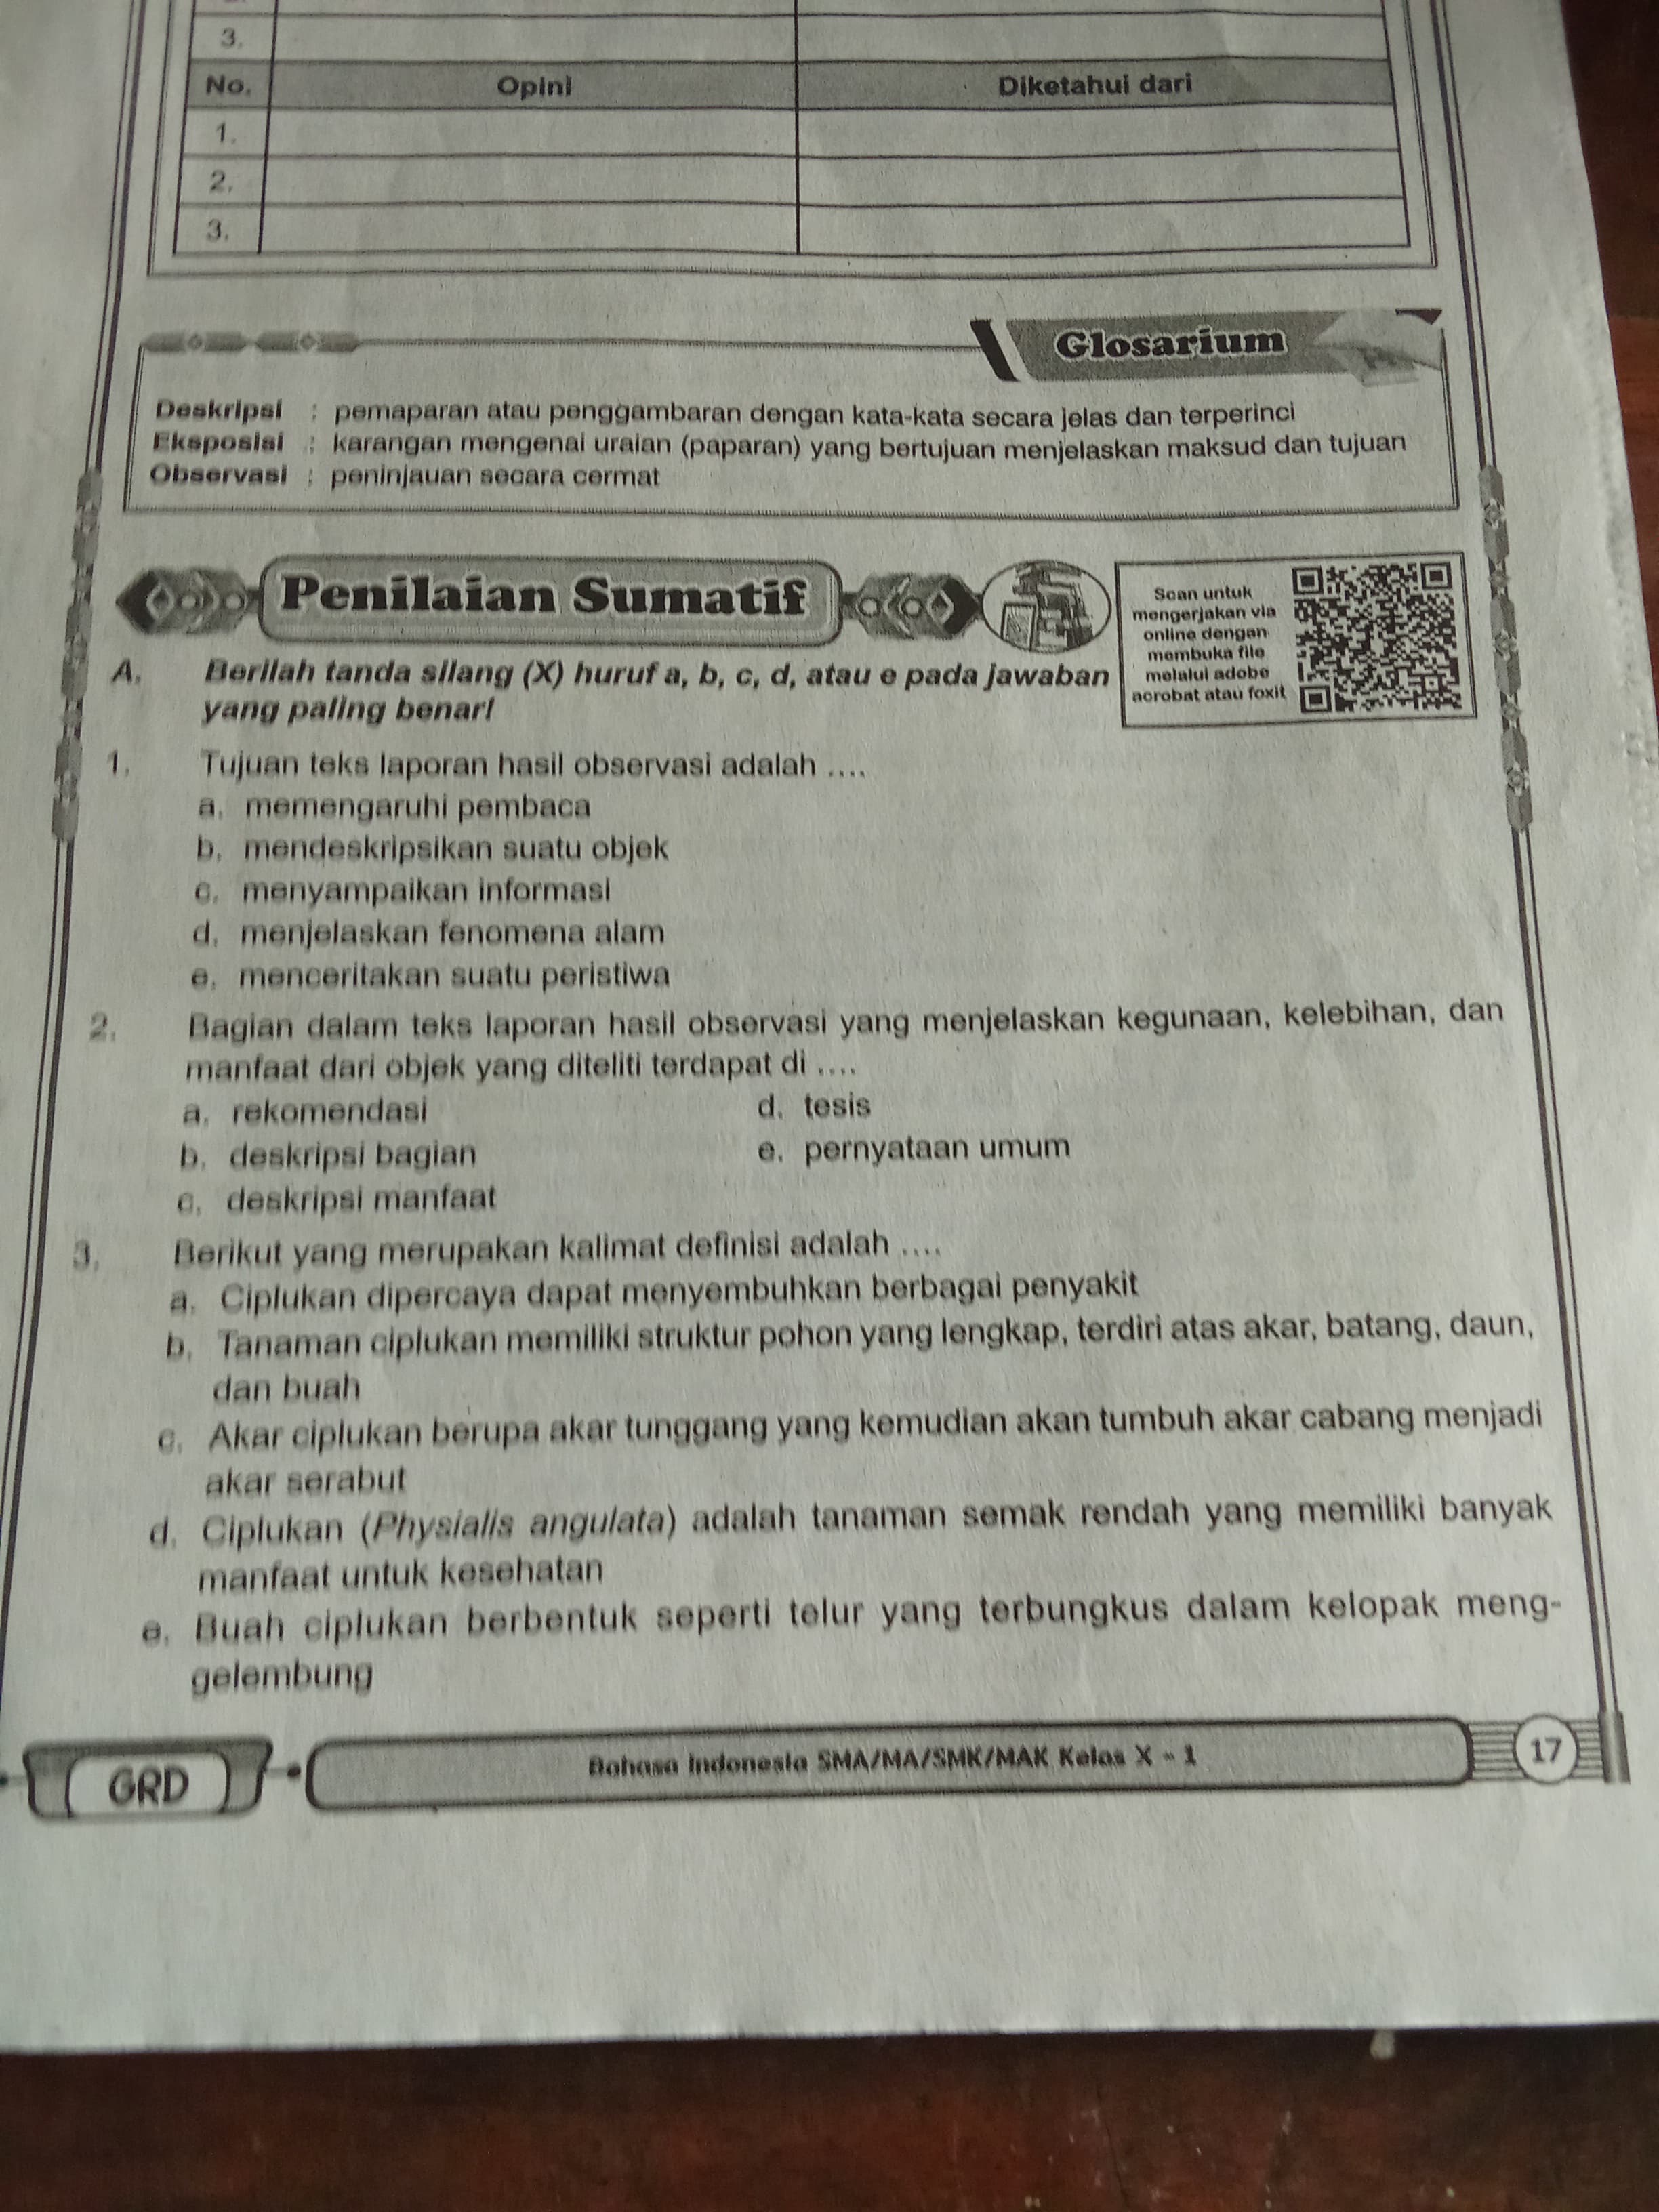 3.
No. Opini Diketahui dari
1.
2.
3.
Glosarium
Deskripsi : pemaparan atau penggambaran dengan kata-kata secara jelas dan terperinci
Eksposisi : karangan mengenai uraian (paparan) yang bertujuan menjelaskan maksud dan tujuan
Observasi : peninjauan secara cermat
Penilaian Sumatif
Scan untuk
mengerjakan via
online dengan
membuka file
melalui adobe
acrobat atau foxit
A. Berilah tanda silang (X) huruf a, b, c, d, atau e pada jawaban
yang paling benar!
1. Tujuan teks laporan hasil observasi adalah ....
a. memengaruhi pembaca
b. mendeskripsikan suatu objek
c. menyampaikan informasi
d. menjelaskan fenomena alam
e. menceritakan suatu peristiwa
2. Bagian dalam teks laporan hasil observasi yang menjelaskan kegunaan, kelebihan, dan
manfaat dari objek yang diteliti terdapat di ....
a. rekomendasi
b. deskripsi bagian
c. deskripsi manfaat
d. tesis
e. pernyataan umum
3. Berikut yang merupakan kalimat definisi adalah ....
a. Ciplukan dipercaya dapat menyembuhkan berbagai penyakit
b. Tanaman ciplukan memiliki struktur pohon yang lengkap, terdiri atas akar, batang, daun,
dan buah
c. Akar ciplukan berupa akar tunggang yang kemudian akan tumbuh akar cabang menjadi
akar serabut
d. Ciplukan (Physialis angulata) adalah tanaman semak rendah yang memiliki banyak
manfaat untuk kesehatan
e. Buah ciplukan berbentuk seperti telur yang terbungkus dalam kelopak meng-
gelembung
GRD
Bahasa Indonesia SMA/MA/SMK/MAK Kelas X - 1
17